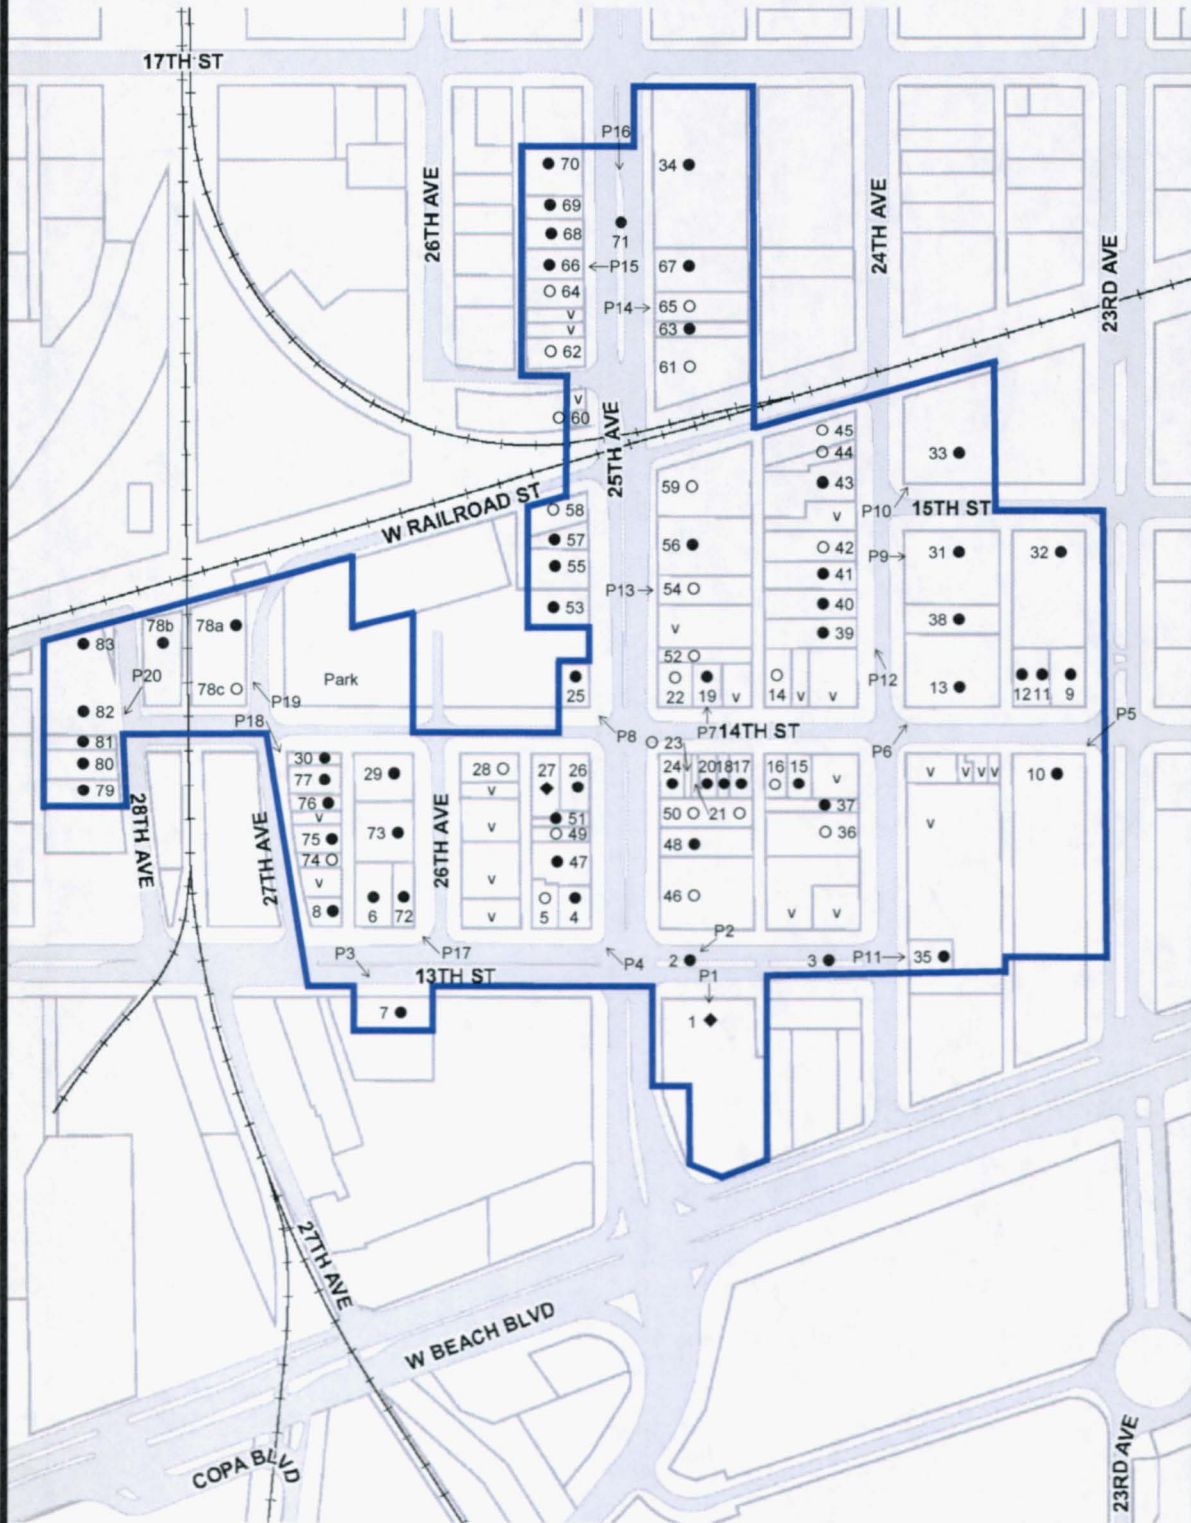 17TH ST
P16
70
34
26TH AVE
24TH AVE
69
68
71
23RD AVE
66
P15
67
64
P14
65
v
63
v
62
61
v
60
25TH AVE
45
44
33
59
43
W RAILROAD ST
58
v
P10
15TH ST
57
56
42
P9
31
32
55
41
P13
54
53
40
38
78b
78a
v
39
83
52
P20
Park
78c
25
22
19
v
14
v
v
P12
13
12
11
9
P19
82
P18
P8
P7
14TH ST
P6
P5
81
23
30
28
27
26
24
20
18
17
16
15
v
v
v
v
v
10
80
29
77
v
79
76
37
28TH AVE
v
51
50
21
v
v
73
49
36
75
48
27TH AVE
74
26TH AVE
47
v
v
46
8
6
72
v
5
4
v
v
P3
P17
P4
P2
2
3
P11
35
13TH ST
P1
7
1
27TH AVE
W BEACH BLVD
COPA BLVD
23RD AVE